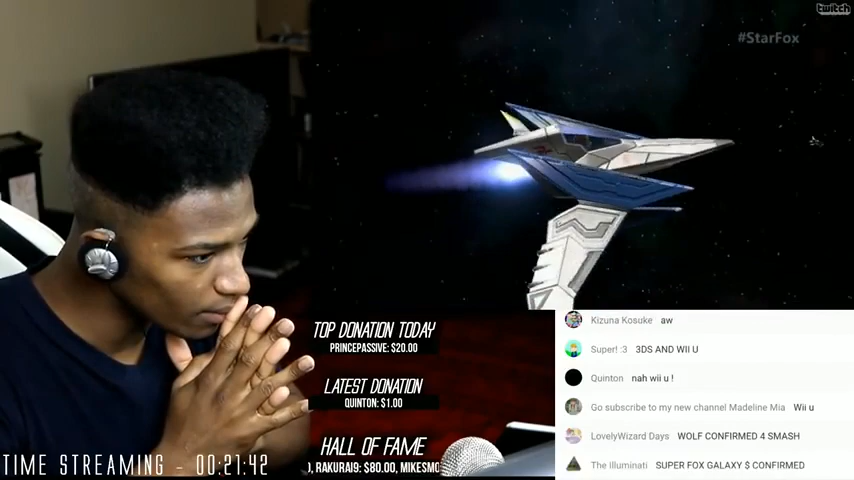 twitch
#StarFox
TOP DONATION TODAY
PRINCEPASSIVE: $20.00
LATEST DONATION
QUINTON: $1.00
HALL OF FAME
), RAKURAI9: $80.00, MIKESMO
TIME STREAMING - 00:21:42
Kizuna Kosuke aw
Super! :3 3DS AND WII U
Quinton nah wii u !
Go subscribe to my new channel Madeline Mia Wii u
LovelyWizard Days WOLF CONFIRMED 4 SMASH
The Illuminati SUPER FOX GALAXY $ CONFIRMED